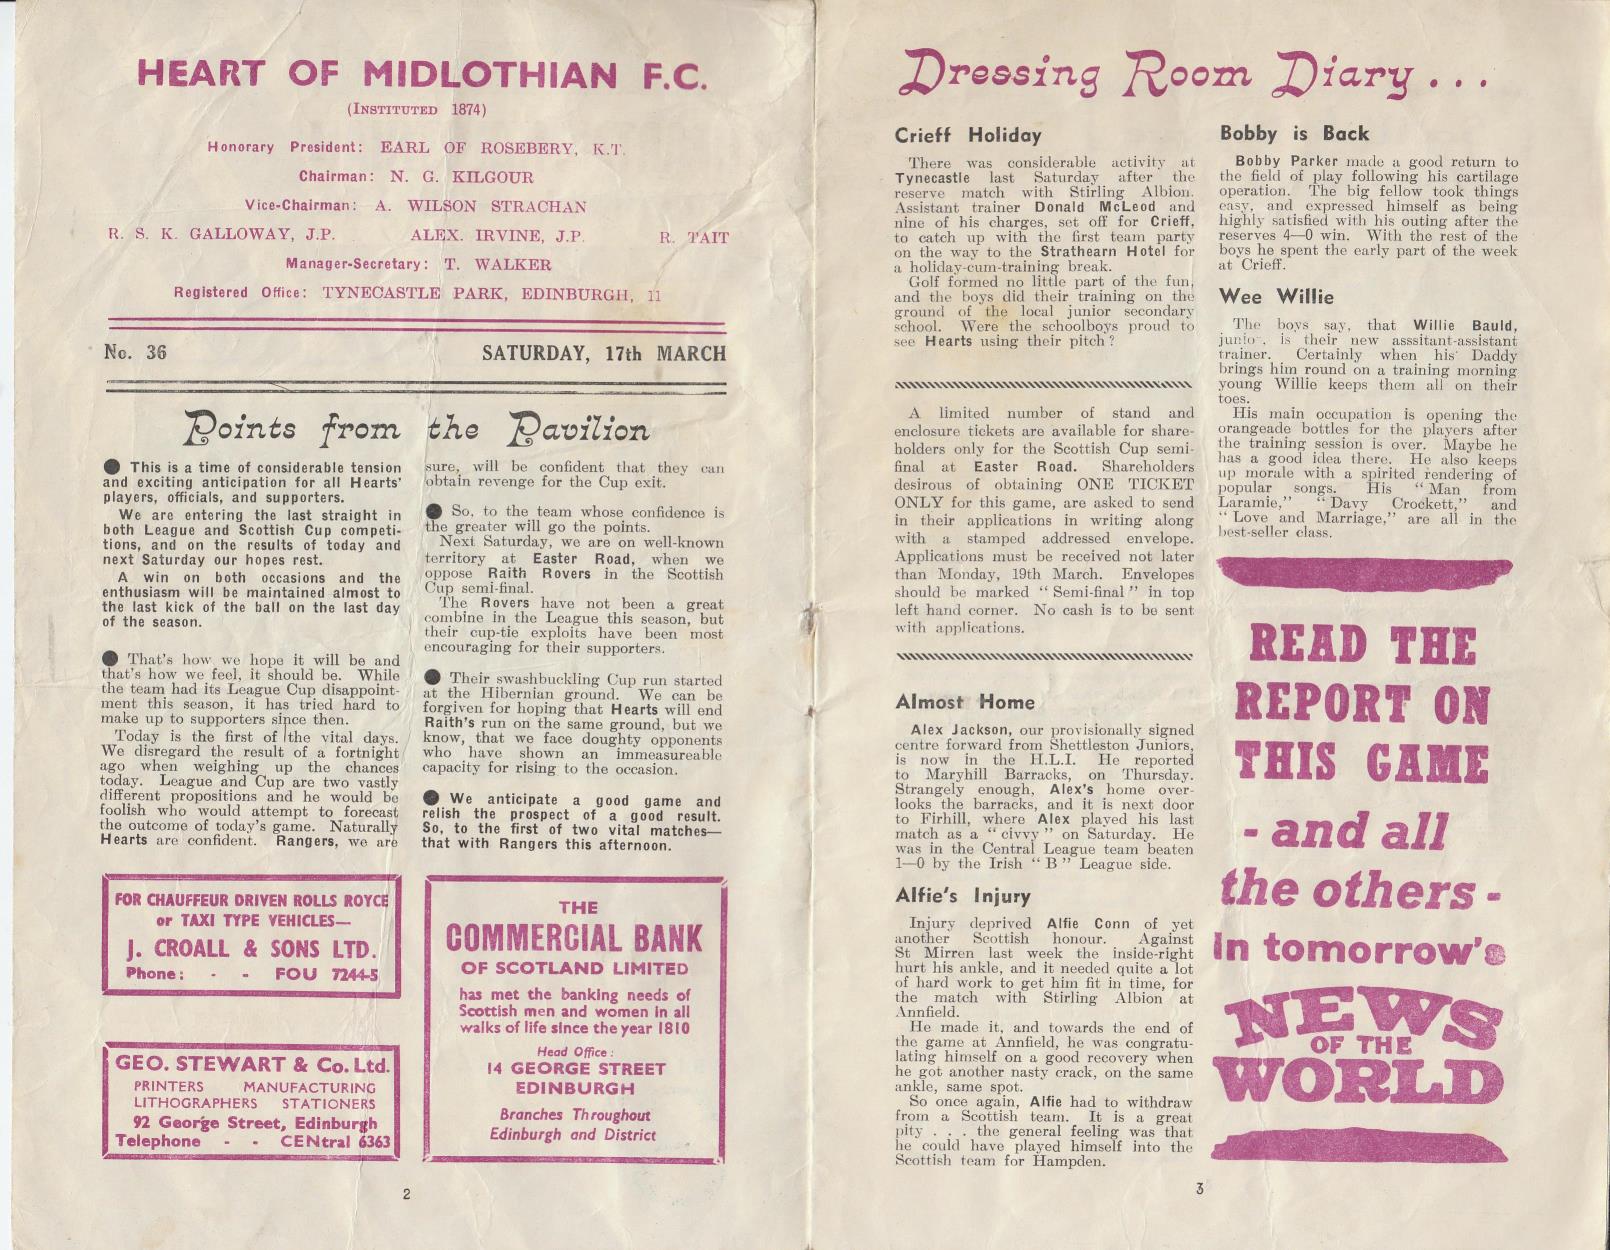 HEART OF MIDLOTHIAN F.C.
(INSTITUTED 1874)
Honorary President: EARL OF ROSEBERY, K.T.
Chairman: N. G. KILGOUR
Vice-Chairman: A. WILSON STRACHAN
R. S. K. GALLOWAY, J.P. ALEX. IRVINE, J.P. R. TAIT
Manager-Secretary: T. WALKER
Registered Office: TYNECASTLE PARK, EDINBURGH, 11
No. 36 SATURDAY, 17th MARCH
Points from the Pavilion
● This is a time of considerable tension
and exciting anticipation for all Hearts'
players, officials, and supporters.
We are entering the last straight in
both League and Scottish Cup competi-
tions, and on the results of today and
next Saturday our hopes rest.
A win on both occasions and the
enthusiasm will be maintained almost to
the last kick of the ball on the last day
of the season.
● That's how we hope it will be and
that's how we feel, it should be. While
the team had its League Cup disappoint-
ment this season, it has tried hard to
make up to supporters since then.
Today is the first of the vital days.
We disregard the result of a fortnight
ago when weighing up the chances
today. League and Cup are two vastly
different propositions and he would be
foolish who would attempt to forecast
the outcome of today's game. Naturally
Hearts are confident. Rangers, we are
sure, will be confident that they can
obtain revenge for the Cup exit.
● So, to the team whose confidence is
the greater will go the points.
Next Saturday, we are on well-known
territory at Easter Road, when we
oppose Raith Rovers in the Scottish
Cup semi-final.
The Rovers have not been a great
combine in the League this season, but
their cup-tie exploits have been most
encouraging for their supporters.
● Their swashbuckling Cup run started
at the Hibernian ground. We can be
forgiven for hoping that Hearts will end
Raith's run on the same ground, but we
know, that we face doughty opponents
who have shown an immeasureable
capacity for rising to the occasion.
● We anticipate a good game and
relish the prospect of a good result.
So, to the first of two vital matches—
that with Rangers this afternoon.
FOR CHAUFFEUR DRIVEN ROLLS ROYCE
or TAXI TYPE VEHICLES—
J. CROALL & SONS LTD.
Phone: - - FOU 7244-5
GEO. STEWART & Co. Ltd.
PRINTERS MANUFACTURING
LITHOGRAPHERS STATIONERS
92 George Street, Edinburgh
Telephone - - CENtral 6363
THE
COMMERCIAL BANK
OF SCOTLAND LIMITED
has met the banking needs of
Scottish men and women in all
walks of life since the year 1810
Head Office:
14 GEORGE STREET
EDINBURGH
Branches Throughout
Edinburgh and District
2
Dressing Room Diary . . .
Crieff Holiday
There was considerable activity at
Tynecastle last Saturday after the
reserve match with Stirling Albion.
Assistant trainer Donald McLeod and
nine of his charges, set off for Crieff,
to catch up with the first team party
on the way to the Strathearn Hotel for
a holiday-cum-training break.
Golf formed no little part of the fun,
and the boys did their training on the
ground of the local junior secondary
school. Were the schoolboys proud to
see Hearts using their pitch?
A limited number of stand and
enclosure tickets are available for share-
holders only for the Scottish Cup semi-
final at Easter Road. Shareholders
desirous of obtaining ONE TICKET
ONLY for this game, are asked to send
in their applications in writing along
with a stamped addressed envelope.
Applications must be received not later
than Monday, 19th March. Envelopes
should be marked "Semi-final" in top
left hand corner. No cash is to be sent
with applications.
Almost Home
Alex Jackson, our provisionally signed
centre forward from Shettleston Juniors,
is now in the H.L.I. He reported
to Maryhill Barracks, on Thursday.
Strangely enough, Alex's home over-
looks the barracks, and it is next door
to Firhill, where Alex played his last
match as a "civvy" on Saturday. He
was in the Central League team beaten
1—0 by the Irish "B" League side.
Alfie's Injury
Injury deprived Alfie Conn of yet
another Scottish honour. Against
St Mirren last week the inside-right
hurt his ankle, and it needed quite a lot
of hard work to get him fit in time, for
the match with Stirling Albion at
Annfield.
He made it, and towards the end of
the game at Annfield, he was congratu-
lating himself on a good recovery when
he got another nasty crack, on the same
ankle, same spot.
So once again, Alfie had to withdraw
from a Scottish team. It is a great
pity . . . the general feeling was that
he could have played himself into the
Scottish team for Hampden.
Bobby is Back
Bobby Parker made a good return to
the field of play following his cartilage
operation. The big fellow took things
easy, and expressed himself as being
highly satisfied with his outing after the
reserves 4—0 win. With the rest of the
boys he spent the early part of the week
at Crieff.
Wee Willie
The boys say, that Willie Bauld,
junior, is their new asssitant-assistant
trainer. Certainly when his Daddy
brings him round on a training morning
young Willie keeps them all on their
toes.
His main occupation is opening the
orangeade bottles for the players after
the training session is over. Maybe he
has a good idea there. He also keeps
up morale with a spirited rendering of
popular songs. His "Man from
Laramie," "Davy Crockett," and
"Love and Marriage," are all in the
best-seller class.
READ THE
REPORT ON
THIS GAME
- and all
the others -
In tomorrow's
NEWS
OF THE
WORLD
3